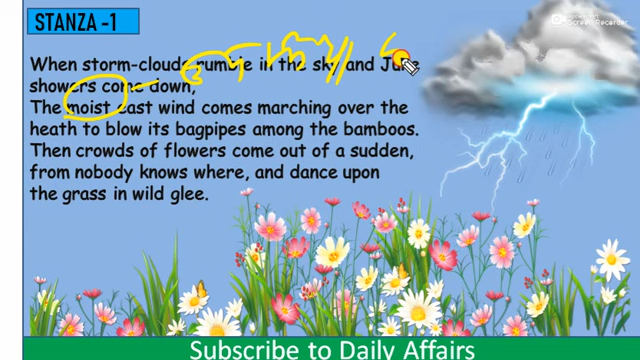 STANZA -1
Screen Recorder
When storm-clouds rumble in the sky and June
showers come down,
The moist east wind comes marching over the
heath to blow its bagpipes among the bamboos.
Then crowds of flowers come out of a sudden,
from nobody knows where, and dance upon
the grass in wild glee.
Subscribe to Daily Affairs